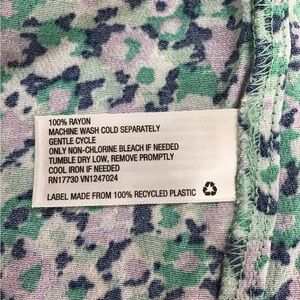 100% RAYON
MACHINE WASH COLD SEPARATELY
GENTLE CYCLE
ONLY NON-CHLORINE BLEACH IF NEEDED
TUMBLE DRY LOW, REMOVE PROMPTLY
COOL IRON IF NEEDED
RN17730 VN1247024
LABEL MADE FROM 100% RECYCLED PLASTIC